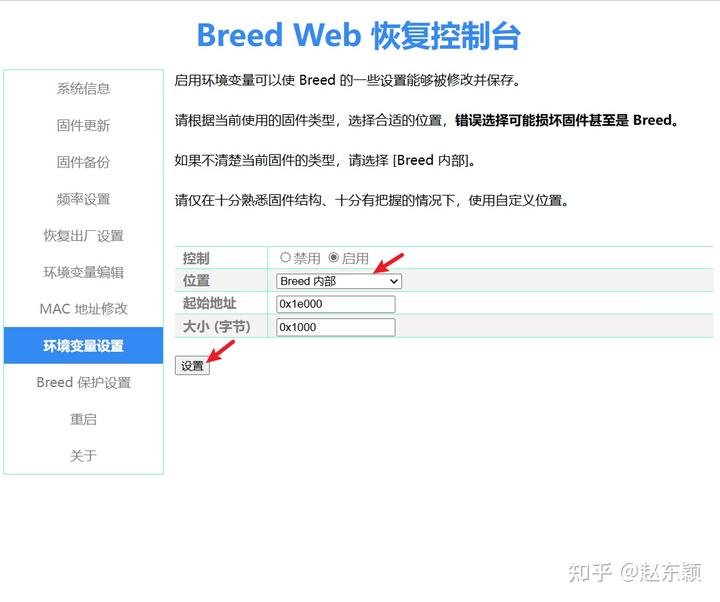 Breed Web 恢复控制台
系统信息
固件更新
固件备份
频率设置
恢复出厂设置
环境变量编辑
MAC 地址修改
环境变量设置
Breed 保护设置
重启
关于
启用环境变量可以使 Breed 的一些设置能够被修改并保存。
请根据当前使用的固件类型，选择合适的位置，错误选择可能损坏固件甚至是 Breed。
如果不清楚当前固件的类型，请选择 [Breed 内部]。
请仅在十分熟悉固件结构、十分有把握的情况下，使用自定义位置。
控制 禁用 启用
位置 Breed 内部
起始地址 0x1e000
大小 (字节) 0x1000
设置
知乎 @赵东颖